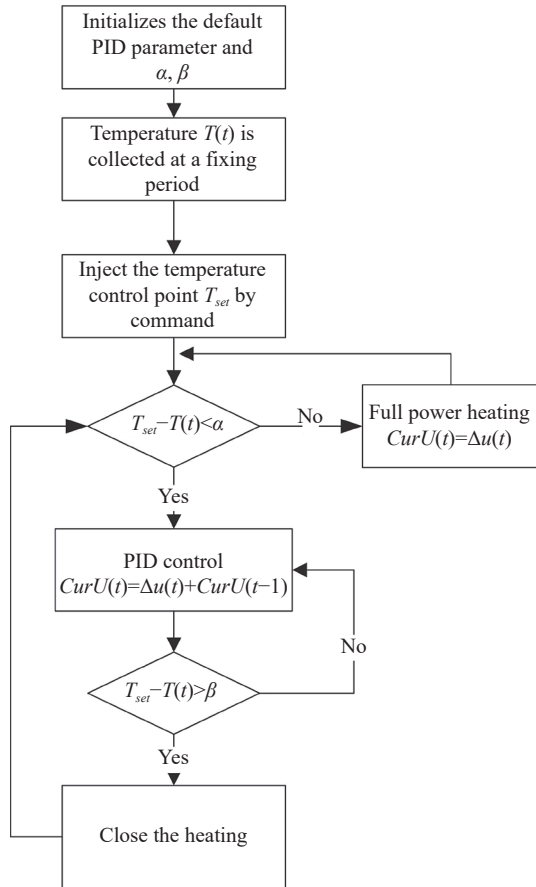 Initializes the default
PID parameter and
α, β
Temperature T(t) is
collected at a fixing
period
Inject the temperature
control point Tset by
command
Tset−T(t)<α
No
Full power heating
CurU(t)=Δu(t)
Yes
PID control
CurU(t)=Δu(t)+CurU(t−1)
No
Tset−T(t)>β
Yes
Close the heating